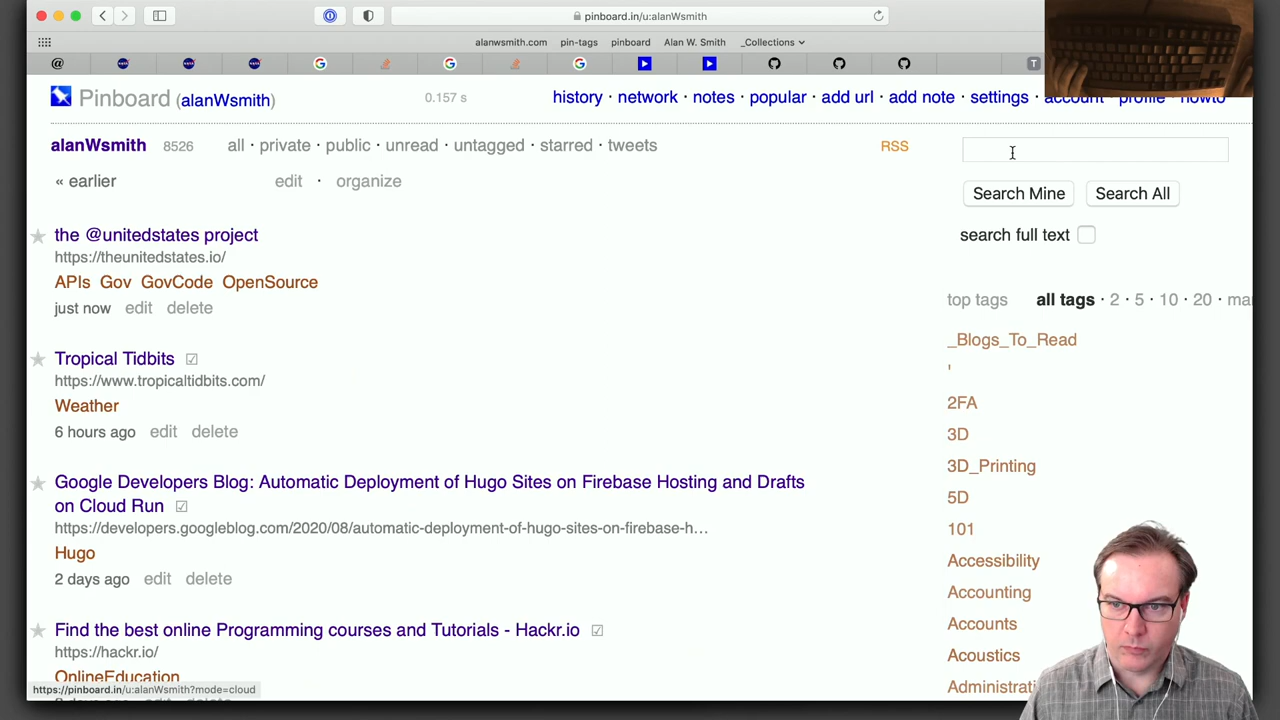 pinboard.in/u:alanWsmith
alanwsmith.com pin-tags pinboard Alan W. Smith _Collections
Pinboard (alanWsmith) 0.157 s history · network · notes · popular · add url · add note · settings · account · profile · howto
alanWsmith 8526 all · private · public · unread · untagged · starred · tweets RSS
« earlier edit · organize
Search Mine Search All
search full text
the @unitedstates project
https://theunitedstates.io/
APIs Gov GovCode OpenSource
just now edit delete
Tropical Tidbits ☑
https://www.tropicaltidbits.com/
Weather
6 hours ago edit delete
Google Developers Blog: Automatic Deployment of Hugo Sites on Firebase Hosting and Drafts
on Cloud Run ☑
https://developers.googleblog.com/2020/08/automatic-deployment-of-hugo-sites-on-firebase-h…
Hugo
2 days ago edit delete
Find the best online Programming courses and Tutorials - Hackr.io ☑
https://hackr.io/
OnlineEducation
https://pinboard.in/u:alanWsmith?mode=cloud
top tags all tags · 2 · 5 · 10 · 20 · ma
_Blogs_To_Read
'
2FA
3D
3D_Printing
5D
101
Accessibility
Accounting
Accounts
Acoustics
Administrati